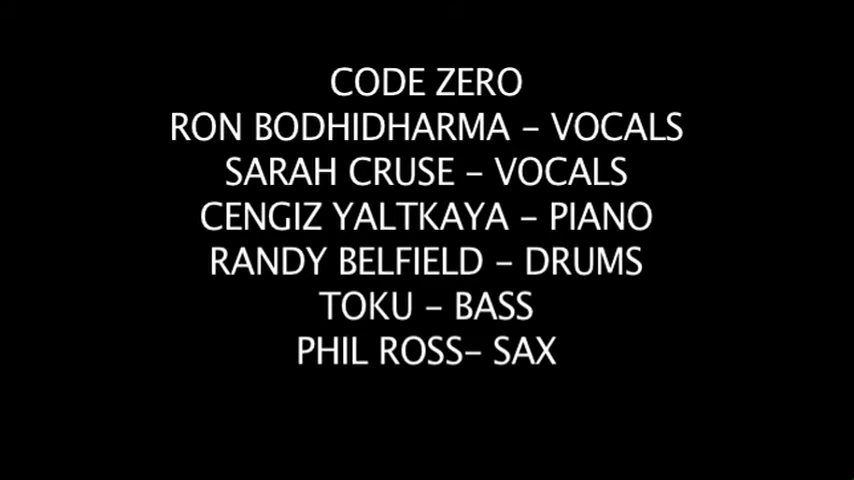 CODE ZERO
RON BODHIDHARMA – VOCALS
SARAH CRUSE – VOCALS
CENGIZ YALTKAYA – PIANO
RANDY BELFIELD – DRUMS
TOKU – BASS
PHIL ROSS– SAX